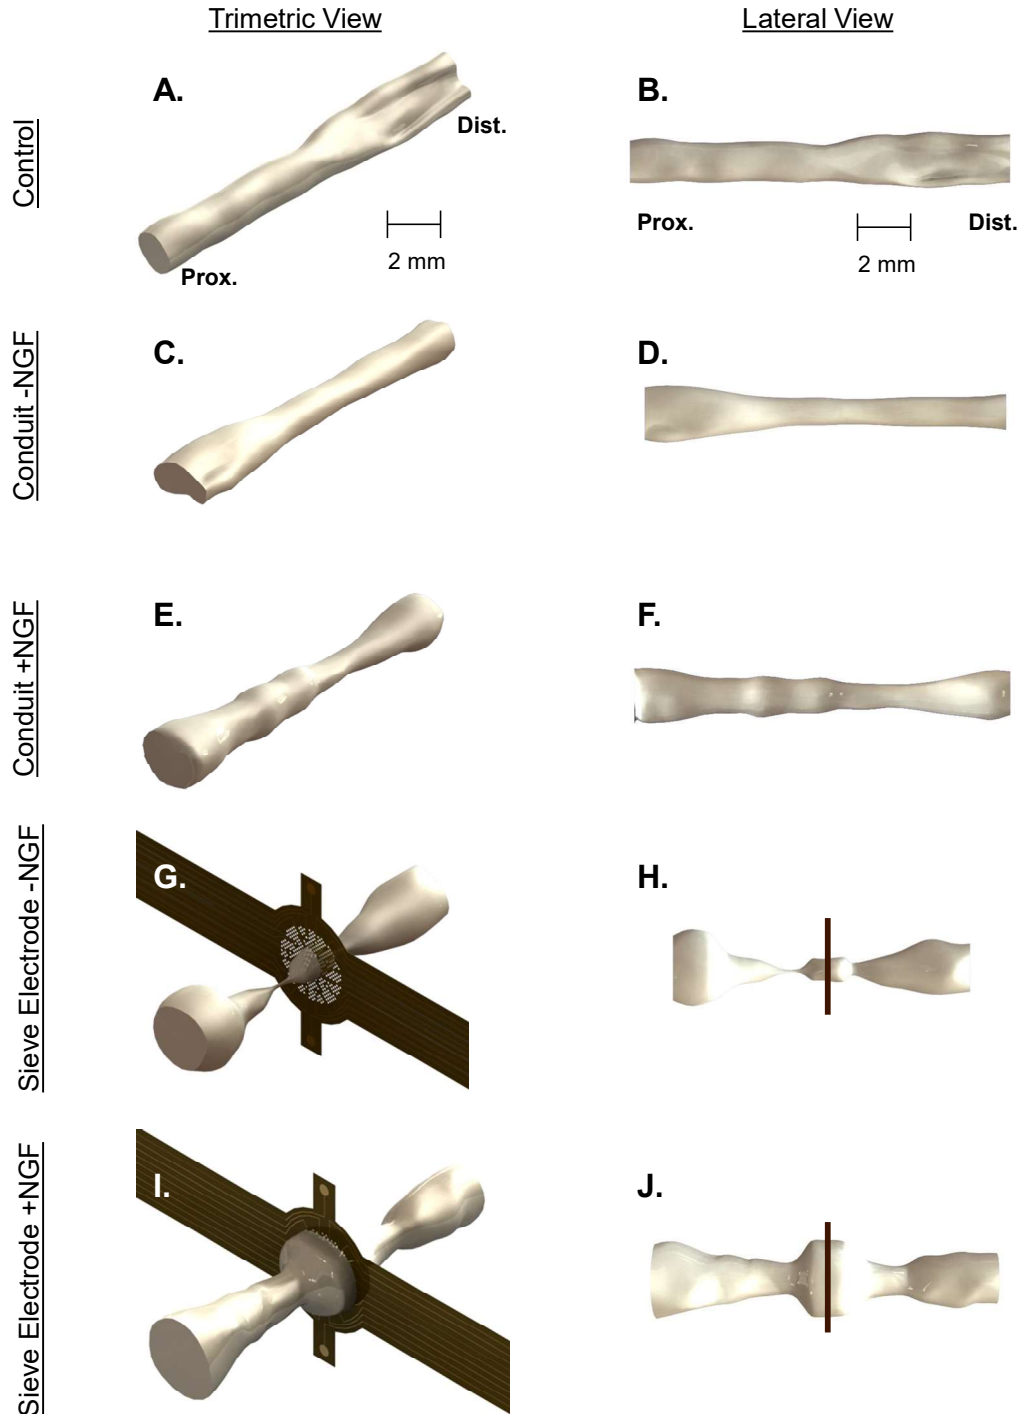 Trimetric View
Lateral View
Control
A.
Dist.
Prox.
2 mm
B.
Prox.
Dist.
2 mm
Conduit -NGF
C.
D.
Conduit +NGF
E.
F.
Sieve Electrode -NGF
G.
H.
Sieve Electrode +NGF
I.
J.